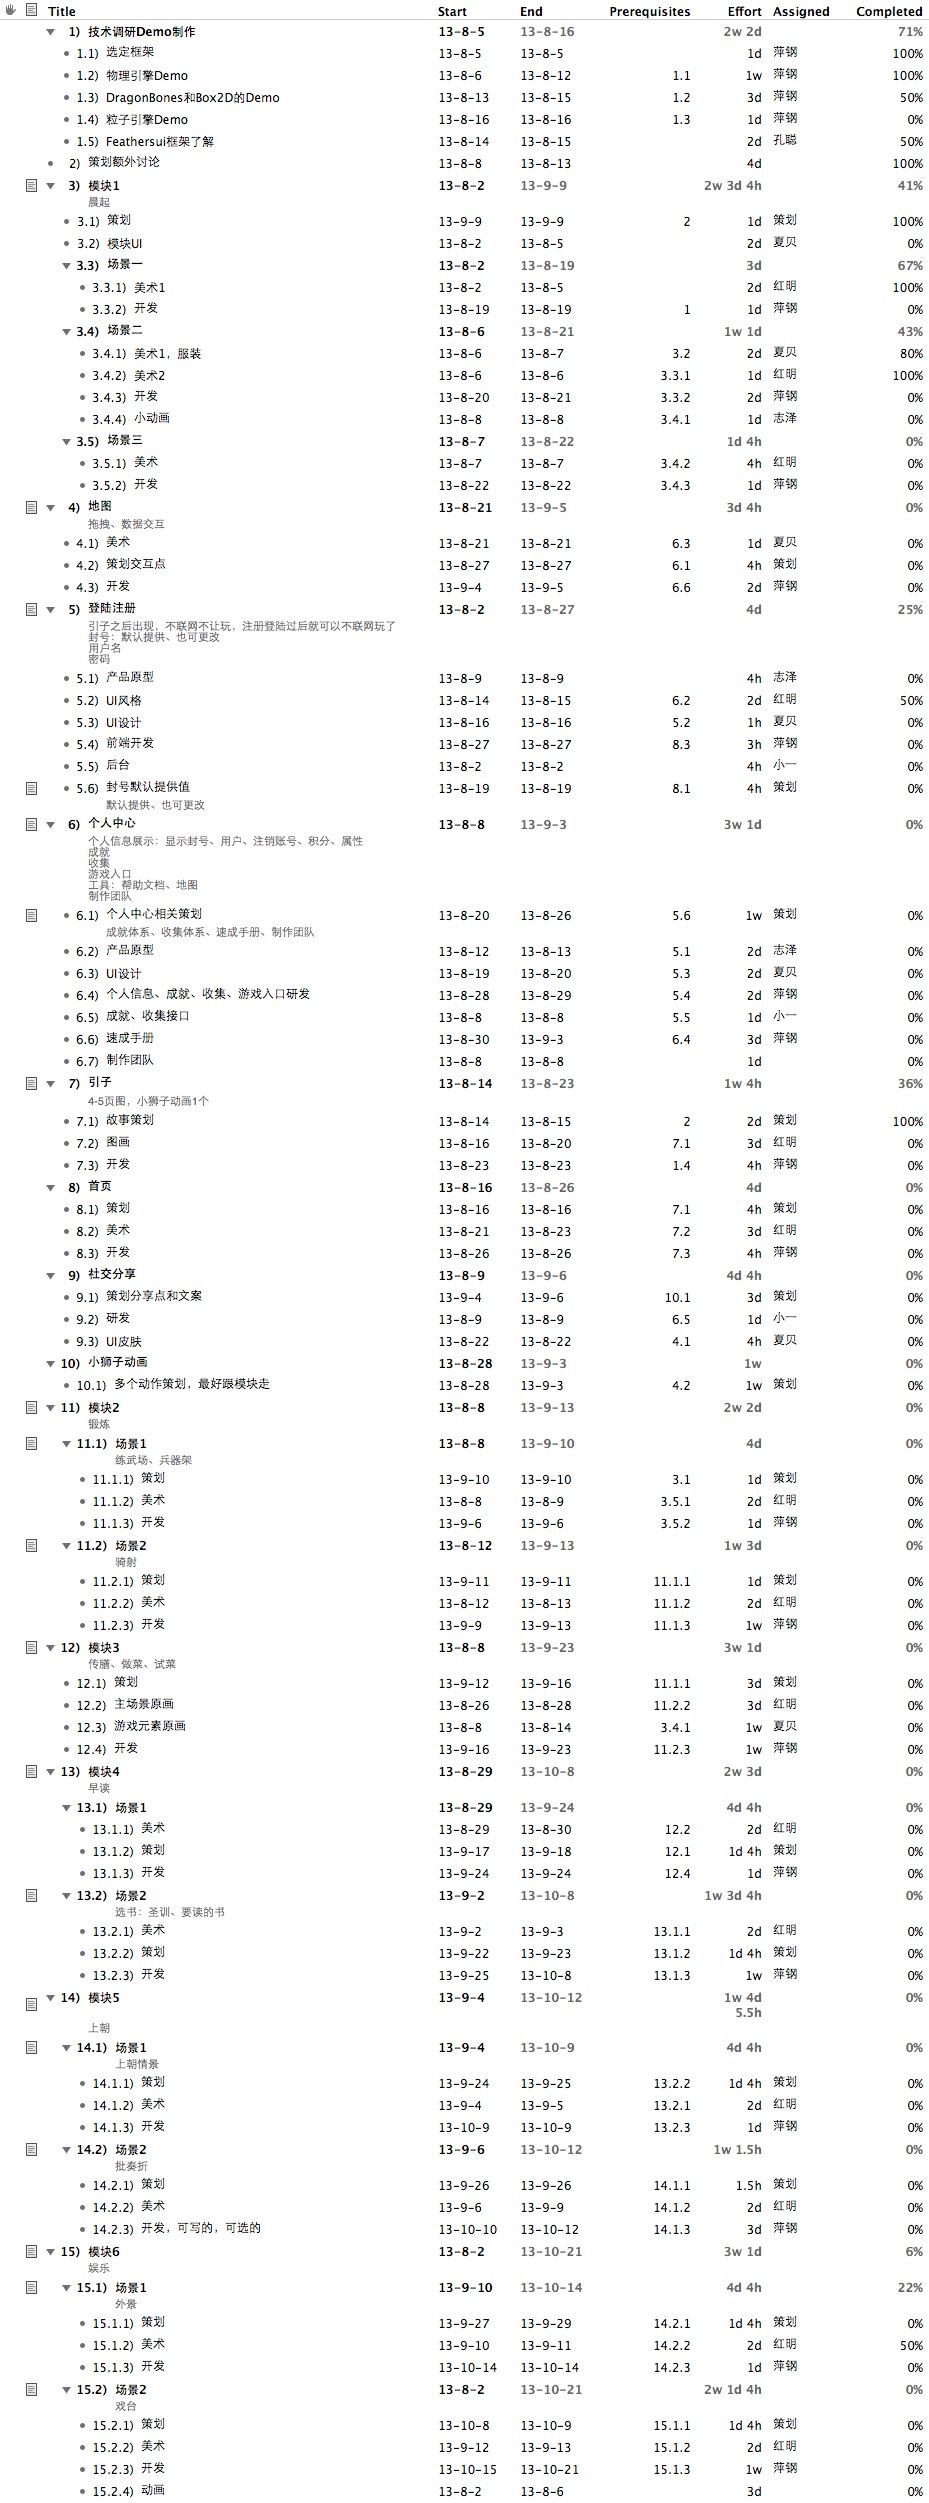 Title Start End Prerequisites Effort Assigned Completed
1) 技术调研Demo制作 13-8-5 13-8-16 2w 2d 71%
1.1) 选定框架 13-8-5 13-8-5 1d 萍钢 100%
1.2) 物理引擎Demo 13-8-6 13-8-12 1.1 1w 萍钢 100%
1.3) DragonBones和Box2D的Demo 13-8-13 13-8-15 1.2 3d 萍钢 50%
1.4) 粒子引擎Demo 13-8-16 13-8-16 1.3 1d 萍钢 0%
1.5) Feathersui框架了解 13-8-14 13-8-15 2d 孔聪 50%
2) 策划额外讨论 13-8-8 13-8-13 4d 100%
3) 模块1 13-8-2 13-9-9 2w 3d 4h 41%
晨起
3.1) 策划 13-9-9 13-9-9 2 1d 策划 100%
3.2) 模块UI 13-8-2 13-8-5 2d 夏贝 0%
3.3) 场景一 13-8-2 13-8-19 3d 67%
3.3.1) 美术1 13-8-2 13-8-5 2d 红明 100%
3.3.2) 开发 13-8-19 13-8-19 1 1d 萍钢 0%
3.4) 场景二 13-8-6 13-8-21 1w 1d 43%
3.4.1) 美术1，服装 13-8-6 13-8-7 3.2 2d 夏贝 80%
3.4.2) 美术2 13-8-6 13-8-6 3.3.1 1d 红明 100%
3.4.3) 开发 13-8-20 13-8-21 3.3.2 2d 萍钢 0%
3.4.4) 小动画 13-8-8 13-8-8 3.4.1 1d 志泽 0%
3.5) 场景三 13-8-7 13-8-22 1d 4h 0%
3.5.1) 美术 13-8-7 13-8-7 3.4.2 4h 红明 0%
3.5.2) 开发 13-8-22 13-8-22 3.4.3 1d 萍钢 0%
4) 地图 13-8-21 13-9-5 3d 4h 0%
拖拽、数据交互
4.1) 美术 13-8-21 13-8-21 6.3 1d 夏贝 0%
4.2) 策划交互点 13-8-27 13-8-27 6.1 4h 策划 0%
4.3) 开发 13-9-4 13-9-5 6.6 2d 萍钢 0%
5) 登陆注册 13-8-2 13-8-27 4d 25%
引子之后出现，不联网不让玩，注册登陆过后就可以不联网玩了
封号：默认提供、也可更改
用户名
密码
5.1) 产品原型 13-8-9 13-8-9 4h 志泽 0%
5.2) UI风格 13-8-14 13-8-15 6.2 2d 红明 50%
5.3) UI设计 13-8-16 13-8-16 5.2 1h 夏贝 0%
5.4) 前端开发 13-8-27 13-8-27 8.3 3h 萍钢 0%
5.5) 后台 13-8-2 13-8-2 4h 小一 0%
5.6) 封号默认提供值 13-8-19 13-8-19 8.1 4h 策划 0%
默认提供、也可更改
6) 个人中心 13-8-8 13-9-3 3w 1d 0%
个人信息展示：显示封号、用户、注销账号、积分、属性
成就
收集
游戏入口
工具：帮助文档、地图
制作团队
6.1) 个人中心相关策划 13-8-20 13-8-26 5.6 1w 策划 0%
成就体系、收集体系、速成手册、制作团队
6.2) 产品原型 13-8-12 13-8-13 5.1 2d 志泽 0%
6.3) UI设计 13-8-19 13-8-20 5.3 2d 夏贝 0%
6.4) 个人信息、成就、收集、游戏入口研发 13-8-28 13-8-29 5.4 2d 萍钢 0%
6.5) 成就、收集接口 13-8-8 13-8-8 5.5 1d 小一 0%
6.6) 速成手册 13-8-30 13-9-3 6.4 3d 萍钢 0%
6.7) 制作团队 13-8-8 13-8-8 1d 0%
7) 引子 13-8-14 13-8-23 1w 4h 36%
4-5页图，小狮子动画1个
7.1) 故事策划 13-8-14 13-8-15 2 2d 策划 100%
7.2) 图画 13-8-16 13-8-20 7.1 3d 红明 0%
7.3) 开发 13-8-23 13-8-23 1.4 4h 萍钢 0%
8) 首页 13-8-16 13-8-26 4d 0%
8.1) 策划 13-8-16 13-8-16 7.1 4h 策划 0%
8.2) 美术 13-8-21 13-8-23 7.2 3d 红明 0%
8.3) 开发 13-8-26 13-8-26 7.3 4h 萍钢 0%
9) 社交分享 13-8-9 13-9-6 4d 4h 0%
9.1) 策划分享点和文案 13-9-4 13-9-6 10.1 3d 策划 0%
9.2) 研发 13-8-9 13-8-9 6.5 1d 小一 0%
9.3) UI皮肤 13-8-22 13-8-22 4.1 4h 夏贝 0%
10) 小狮子动画 13-8-28 13-9-3 1w 0%
10.1) 多个动作策划，最好跟模块走 13-8-28 13-9-3 4.2 1w 策划 0%
11) 模块2 13-8-8 13-9-13 2w 2d 0%
锻炼
11.1) 场景1 13-8-8 13-9-10 4d 0%
练武场、兵器架
11.1.1) 策划 13-9-10 13-9-10 3.1 1d 策划 0%
11.1.2) 美术 13-8-8 13-8-9 3.5.1 2d 红明 0%
11.1.3) 开发 13-9-6 13-9-6 3.5.2 1d 萍钢 0%
11.2) 场景2 13-8-12 13-9-13 1w 3d 0%
骑射
11.2.1) 策划 13-9-11 13-9-11 11.1.1 1d 策划 0%
11.2.2) 美术 13-8-12 13-8-13 11.1.2 2d 红明 0%
11.2.3) 开发 13-9-9 13-9-13 11.1.3 1w 萍钢 0%
12) 模块3 13-8-8 13-9-23 3w 1d 0%
传膳、做菜、试菜
12.1) 策划 13-9-12 13-9-16 11.1.1 3d 策划 0%
12.2) 主场景原画 13-8-26 13-8-28 11.2.2 3d 红明 0%
12.3) 游戏元素原画 13-8-8 13-8-14 3.4.1 1w 夏贝 0%
12.4) 开发 13-9-16 13-9-23 11.2.3 1w 萍钢 0%
13) 模块4 13-8-29 13-10-8 2w 3d 0%
早读
13.1) 场景1 13-8-29 13-9-24 4d 4h 0%
13.1.1) 美术 13-8-29 13-8-30 12.2 2d 红明 0%
13.1.2) 策划 13-9-17 13-9-18 12.1 1d 4h 策划 0%
13.1.3) 开发 13-9-24 13-9-24 12.4 1d 萍钢 0%
13.2) 场景2 13-9-2 13-10-8 1w 3d 4h 0%
选书：圣训、要读的书
13.2.1) 美术 13-9-2 13-9-3 13.1.1 2d 红明 0%
13.2.2) 策划 13-9-22 13-9-23 13.1.2 1d 4h 策划 0%
13.2.3) 开发 13-9-25 13-10-8 13.1.3 1w 萍钢 0%
14) 模块5 13-9-4 13-10-12 1w 4d 0%
5.5h
上朝
14.1) 场景1 13-9-4 13-10-9 4d 4h 0%
上朝情景
14.1.1) 策划 13-9-24 13-9-25 13.2.2 1d 4h 策划 0%
14.1.2) 美术 13-9-4 13-9-5 13.2.1 2d 红明 0%
14.1.3) 开发 13-10-9 13-10-9 13.2.3 1d 萍钢 0%
14.2) 场景2 13-9-6 13-10-12 1w 1.5h 0%
批奏折
14.2.1) 策划 13-9-26 13-9-26 14.1.1 1.5h 策划 0%
14.2.2) 美术 13-9-6 13-9-9 14.1.2 2d 红明 0%
14.2.3) 开发，可写的，可选的 13-10-10 13-10-12 14.1.3 3d 萍钢 0%
15) 模块6 13-8-2 13-10-21 3w 1d 6%
娱乐
15.1) 场景1 13-9-10 13-10-14 4d 4h 22%
外景
15.1.1) 策划 13-9-27 13-9-29 14.2.1 1d 4h 策划 0%
15.1.2) 美术 13-9-10 13-9-11 14.2.2 2d 红明 50%
15.1.3) 开发 13-10-14 13-10-14 14.2.3 1d 萍钢 0%
15.2) 场景2 13-8-2 13-10-21 2w 1d 4h 0%
戏台
15.2.1) 策划 13-10-8 13-10-9 15.1.1 1d 4h 策划 0%
15.2.2) 美术 13-9-12 13-9-13 15.1.2 2d 红明 0%
15.2.3) 开发 13-10-15 13-10-21 15.1.3 1w 萍钢 0%
15.2.4) 动画 13-8-2 13-8-6 3d 0%